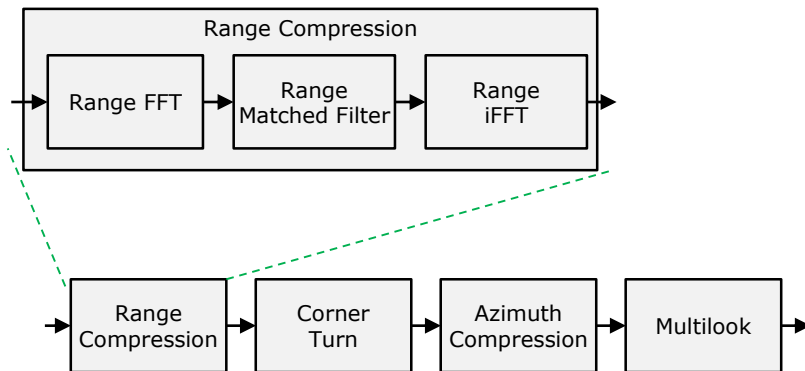 Range Compression
Range FFT
Range
Matched Filter
Range
iFFT
Range
Compression
Corner
Turn
Azimuth
Compression
Multilook